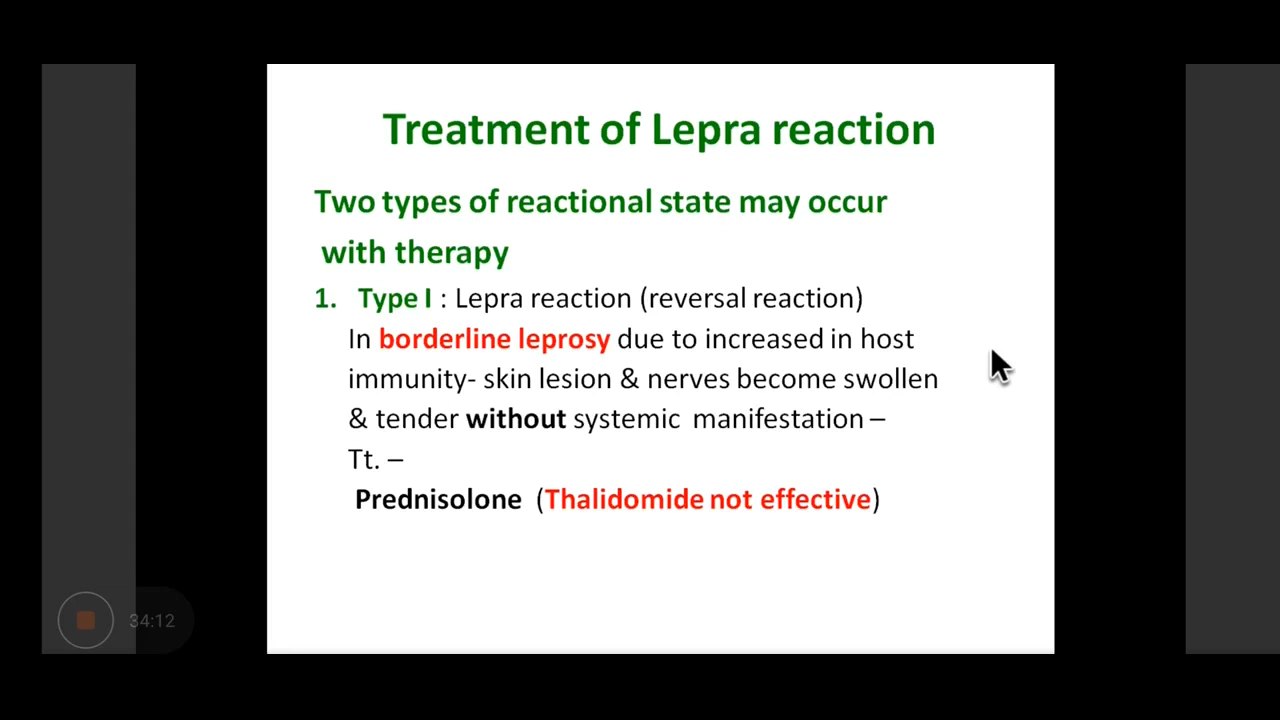 Treatment of Lepra reaction
Two types of reactional state may occur
with therapy
1. Type I : Lepra reaction (reversal reaction)
In borderline leprosy due to increased in host
immunity- skin lesion & nerves become swollen
& tender without systemic manifestation –
Tt. –
Prednisolone (Thalidomide not effective)
34:12